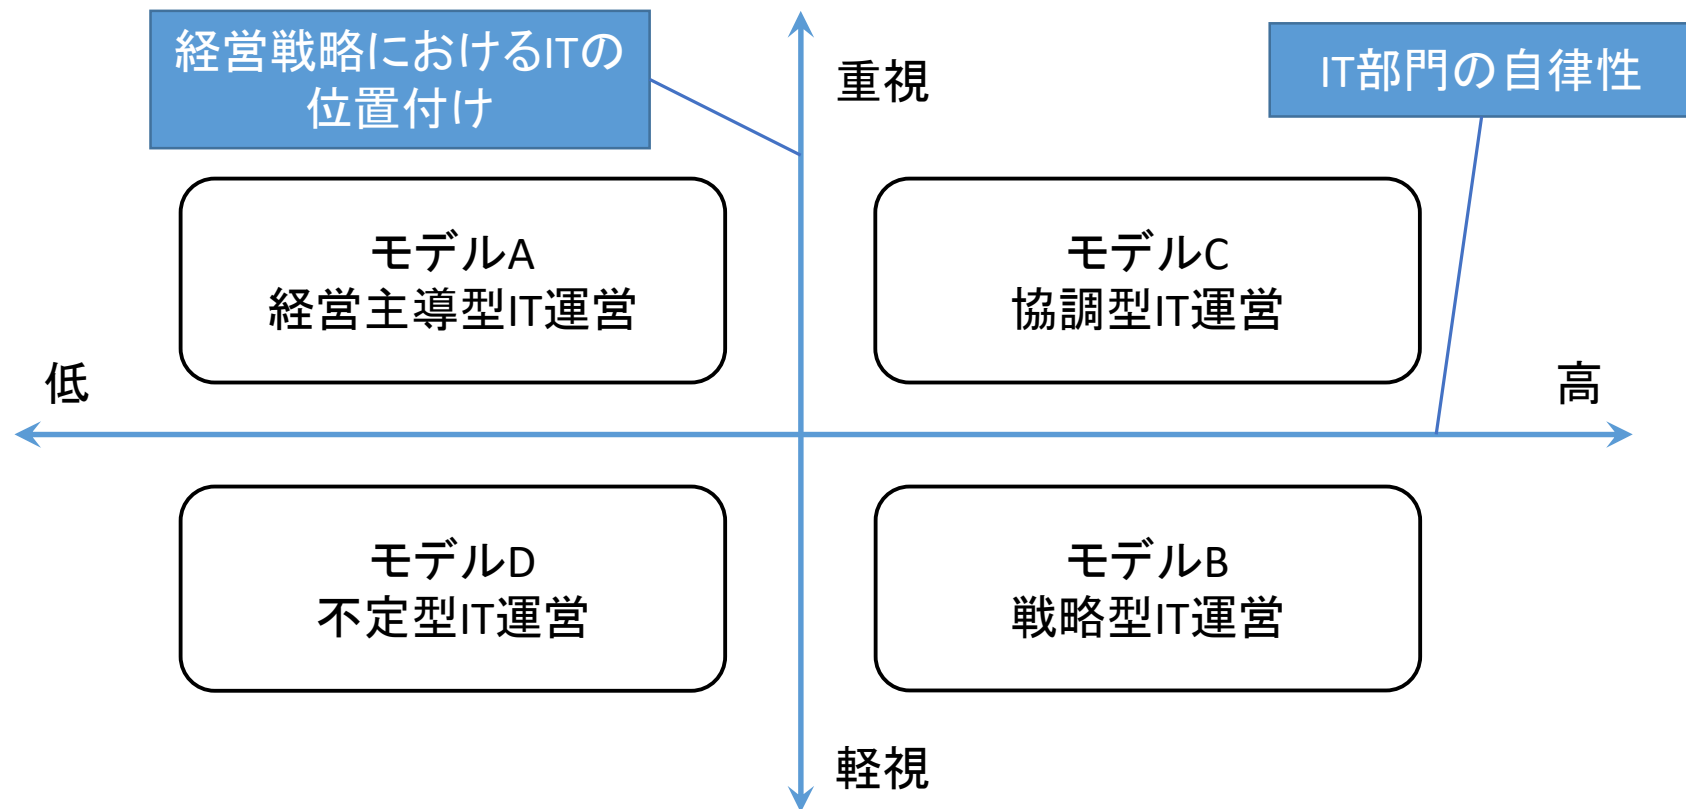 経営戦略におけるITの
位置付け
重視
IT部門の自律性
モデルA
経営主導型IT運営
モデルC
協調型IT運営
低
高
モデルD
不定型IT運営
モデルB
戦略型IT運営
軽視